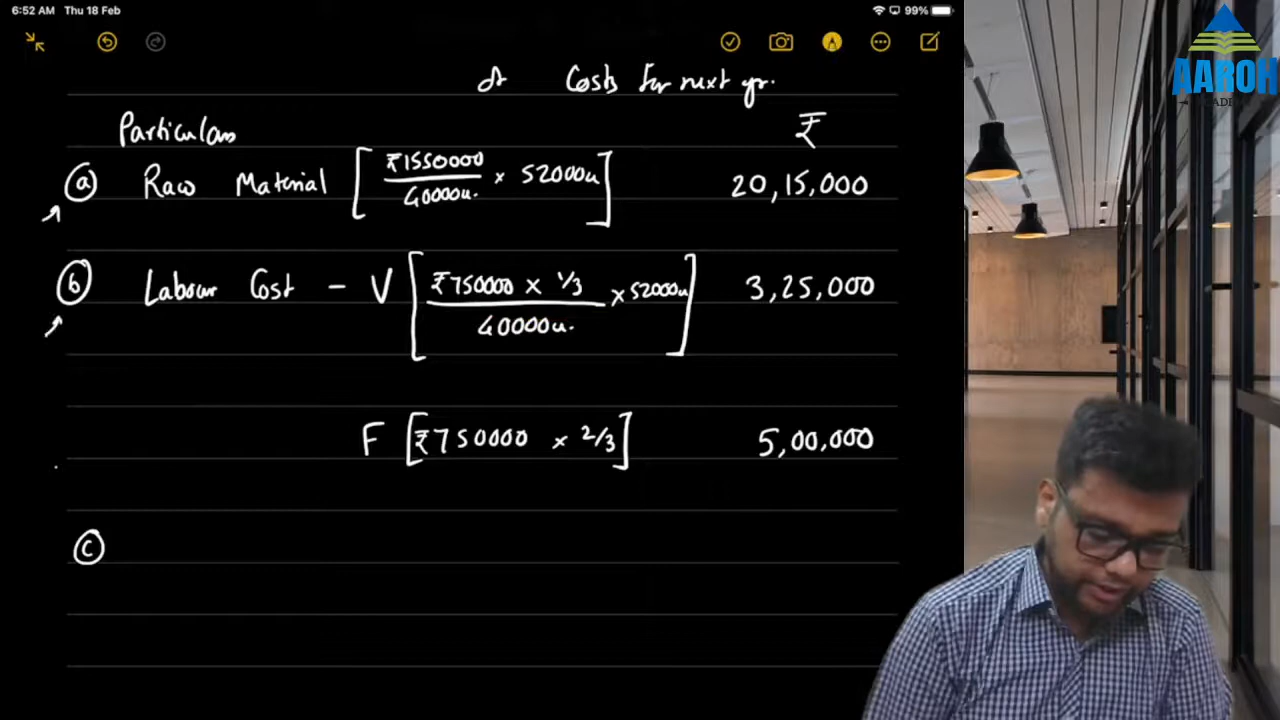 6:52 AM Thu 18 Feb
99%
Costs for next yr.
Particulars ₹
(a) Raw Material [ ₹1550000 / 40000u. × 52000u ] 20,15,000
(b) Labour Cost - V [ ₹750000 × 1/3 / 40000u. × 52000u ] 3,25,000
F [ ₹750000 × 2/3 ] 5,00,000
(c)
AAROH